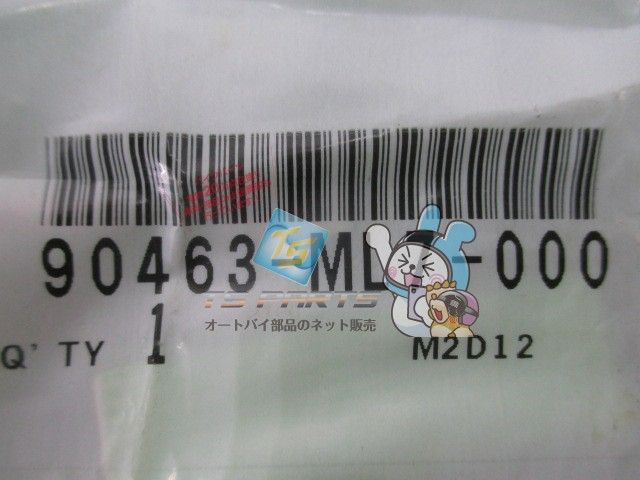 90463 ML -000
TS PARTS
オートバイ部品のネット販売
Q'TY 1 M2D12